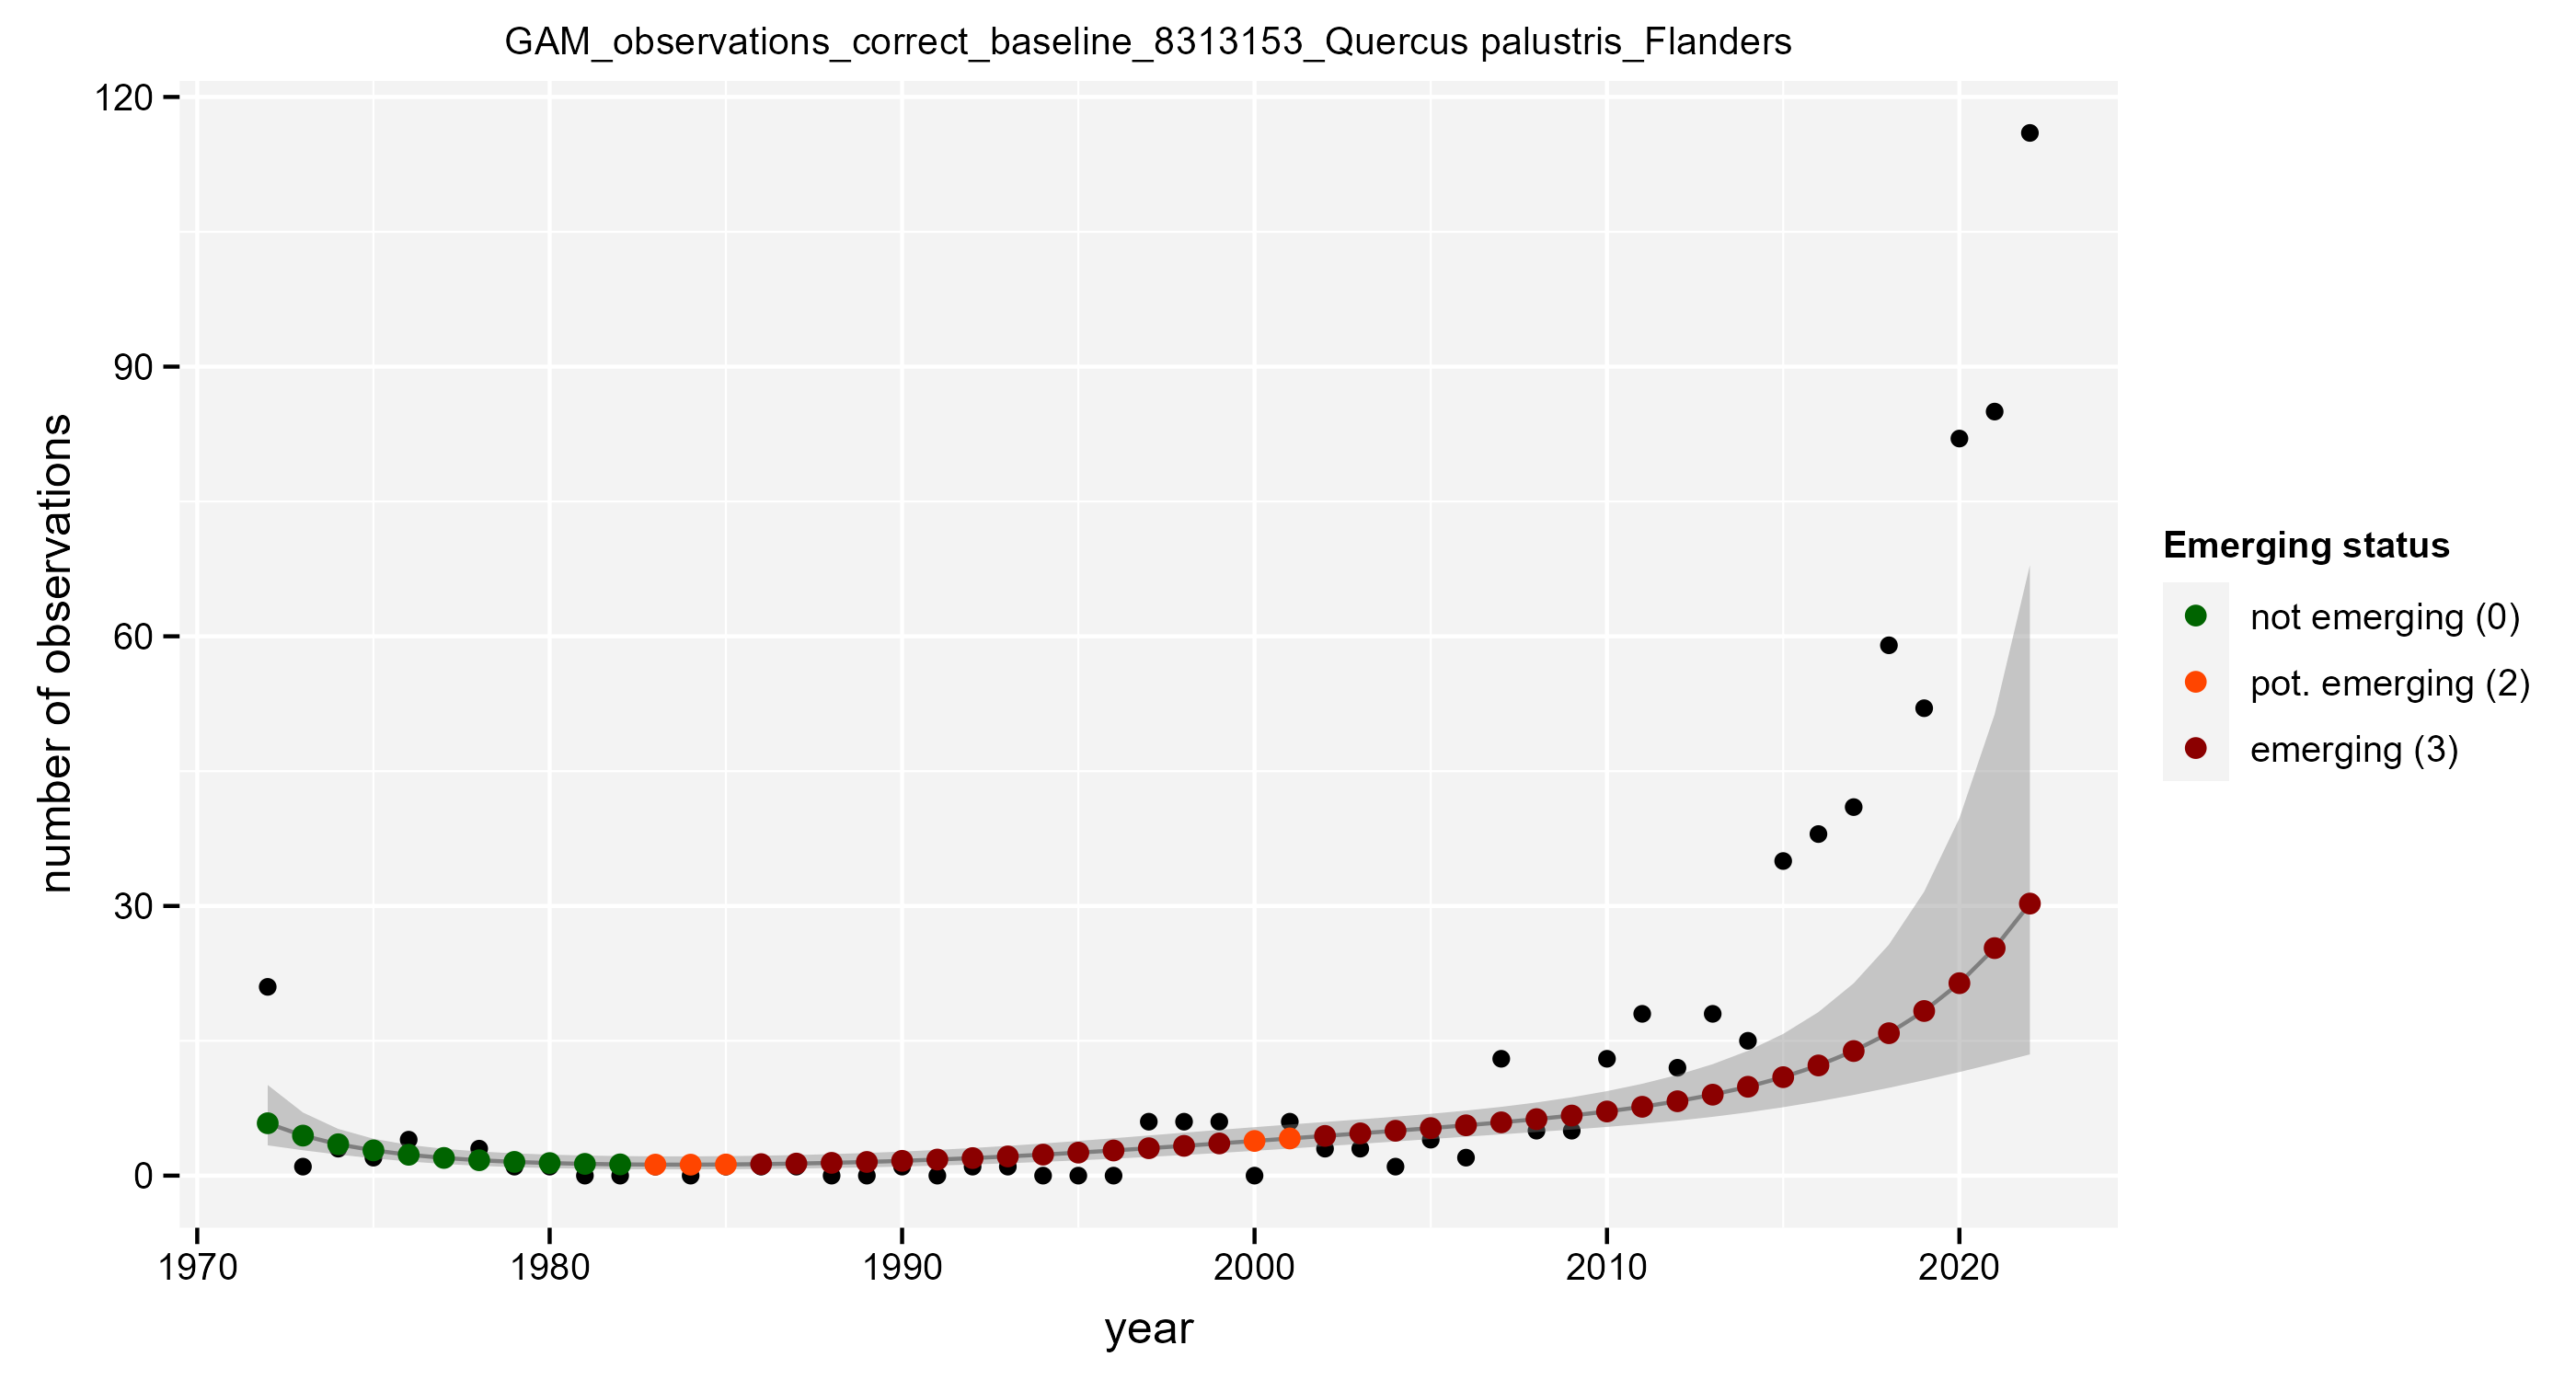 GAM_observations_correct_baseline_8313153_Quercus palustris_Flanders
120
90
60
30
0
number of observations
1970 1980 1990 2000 2010 2020
year
Emerging status
not emerging (0)
pot. emerging (2)
emerging (3)